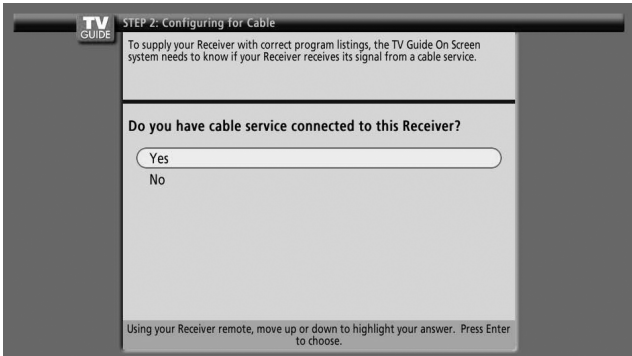 TV
GUIDE
STEP 2: Configuring for Cable
To supply your Receiver with correct program listings, the TV Guide On Screen
system needs to know if your Receiver receives its signal from a cable service.
Do you have cable service connected to this Receiver?
Yes
No
Using your Receiver remote, move up or down to highlight your answer. Press Enter
to choose.